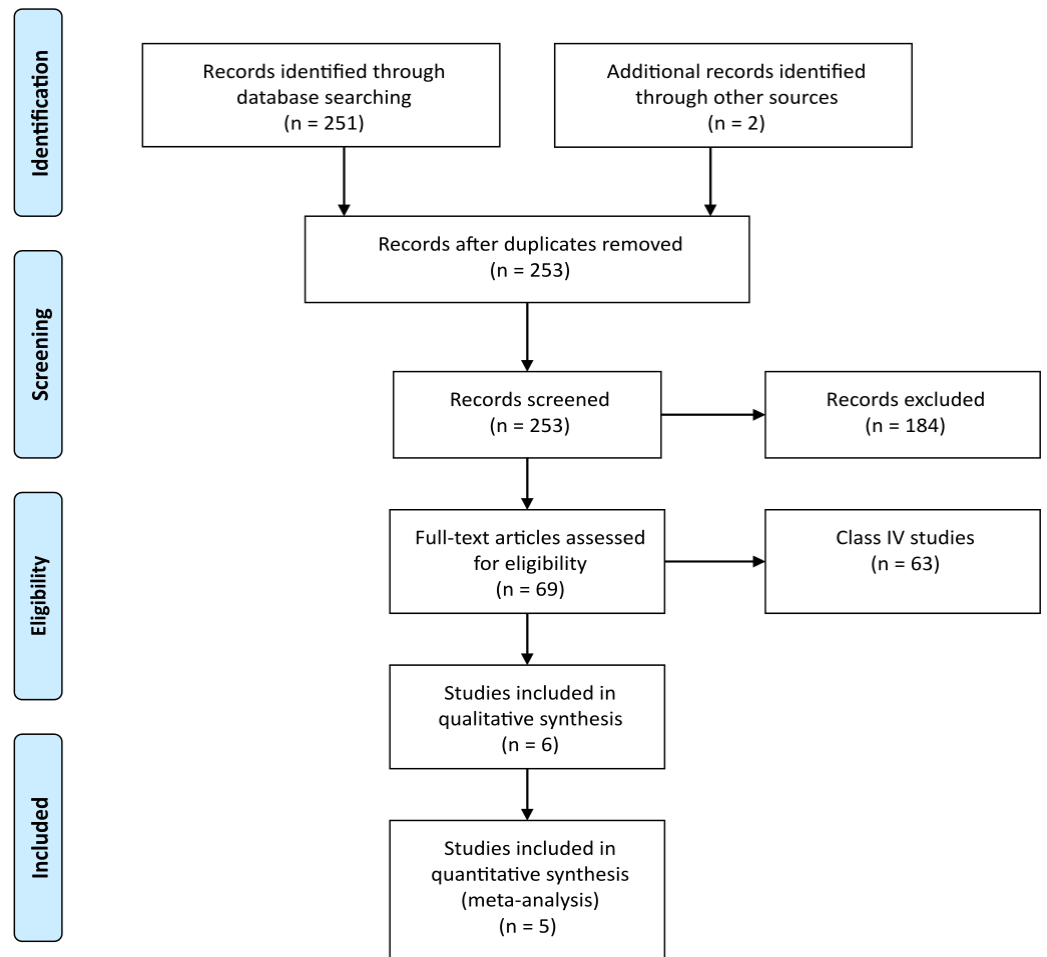 Identification
Records identified through
database searching
(n = 251)
Additional records identified
through other sources
(n = 2)
Records after duplicates removed
(n = 253)
Screening
Records screened
(n = 253)
Records excluded
(n = 184)
Eligibility
Full-text articles assessed
for eligibility
(n = 69)
Class IV studies
(n = 63)
Studies included in
qualitative synthesis
(n = 6)
Included
Studies included in
quantitative synthesis
(meta-analysis)
(n = 5)